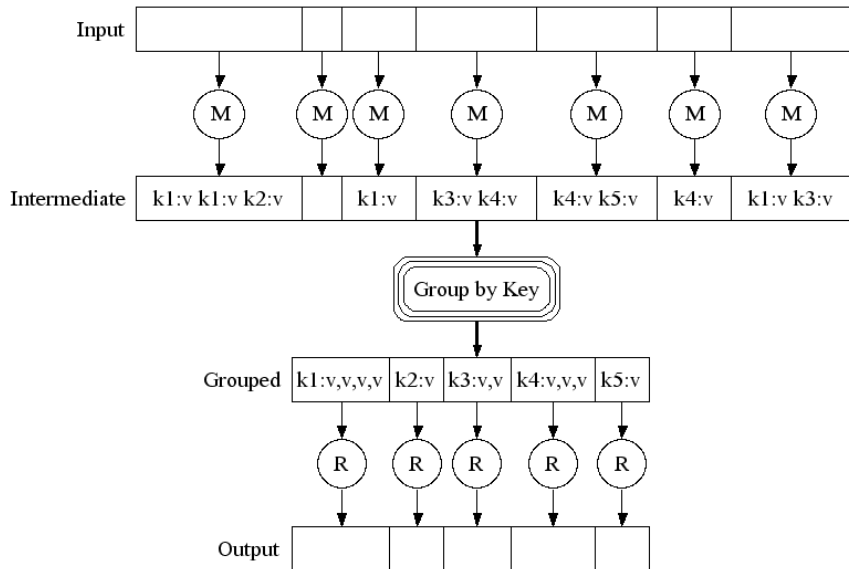 Input
M M M M M M M
Intermediate k1:v k1:v k2:v k1:v k3:v k4:v k4:v k5:v k4:v k1:v k3:v
Group by Key
Grouped k1:v,v,v,v k2:v k3:v,v k4:v,v,v k5:v
R R R R R
Output